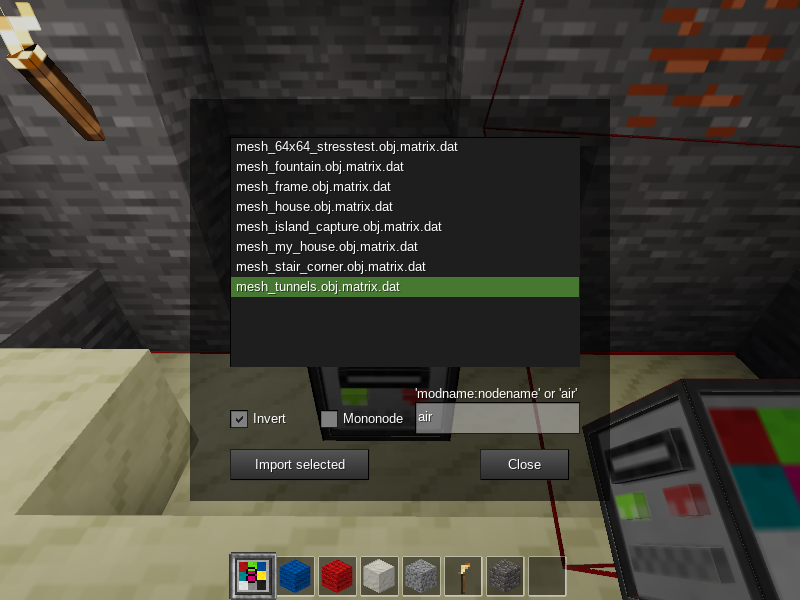 mesh_64x64_stresstest.obj.matrix.dat
mesh_fountain.obj.matrix.dat
mesh_frame.obj.matrix.dat
mesh_house.obj.matrix.dat
mesh_island_capture.obj.matrix.dat
mesh_my_house.obj.matrix.dat
mesh_stair_corner.obj.matrix.dat
mesh_tunnels.obj.matrix.dat
'modname:nodename' or 'air'
Invert
Mononode
air
Import selected
Close